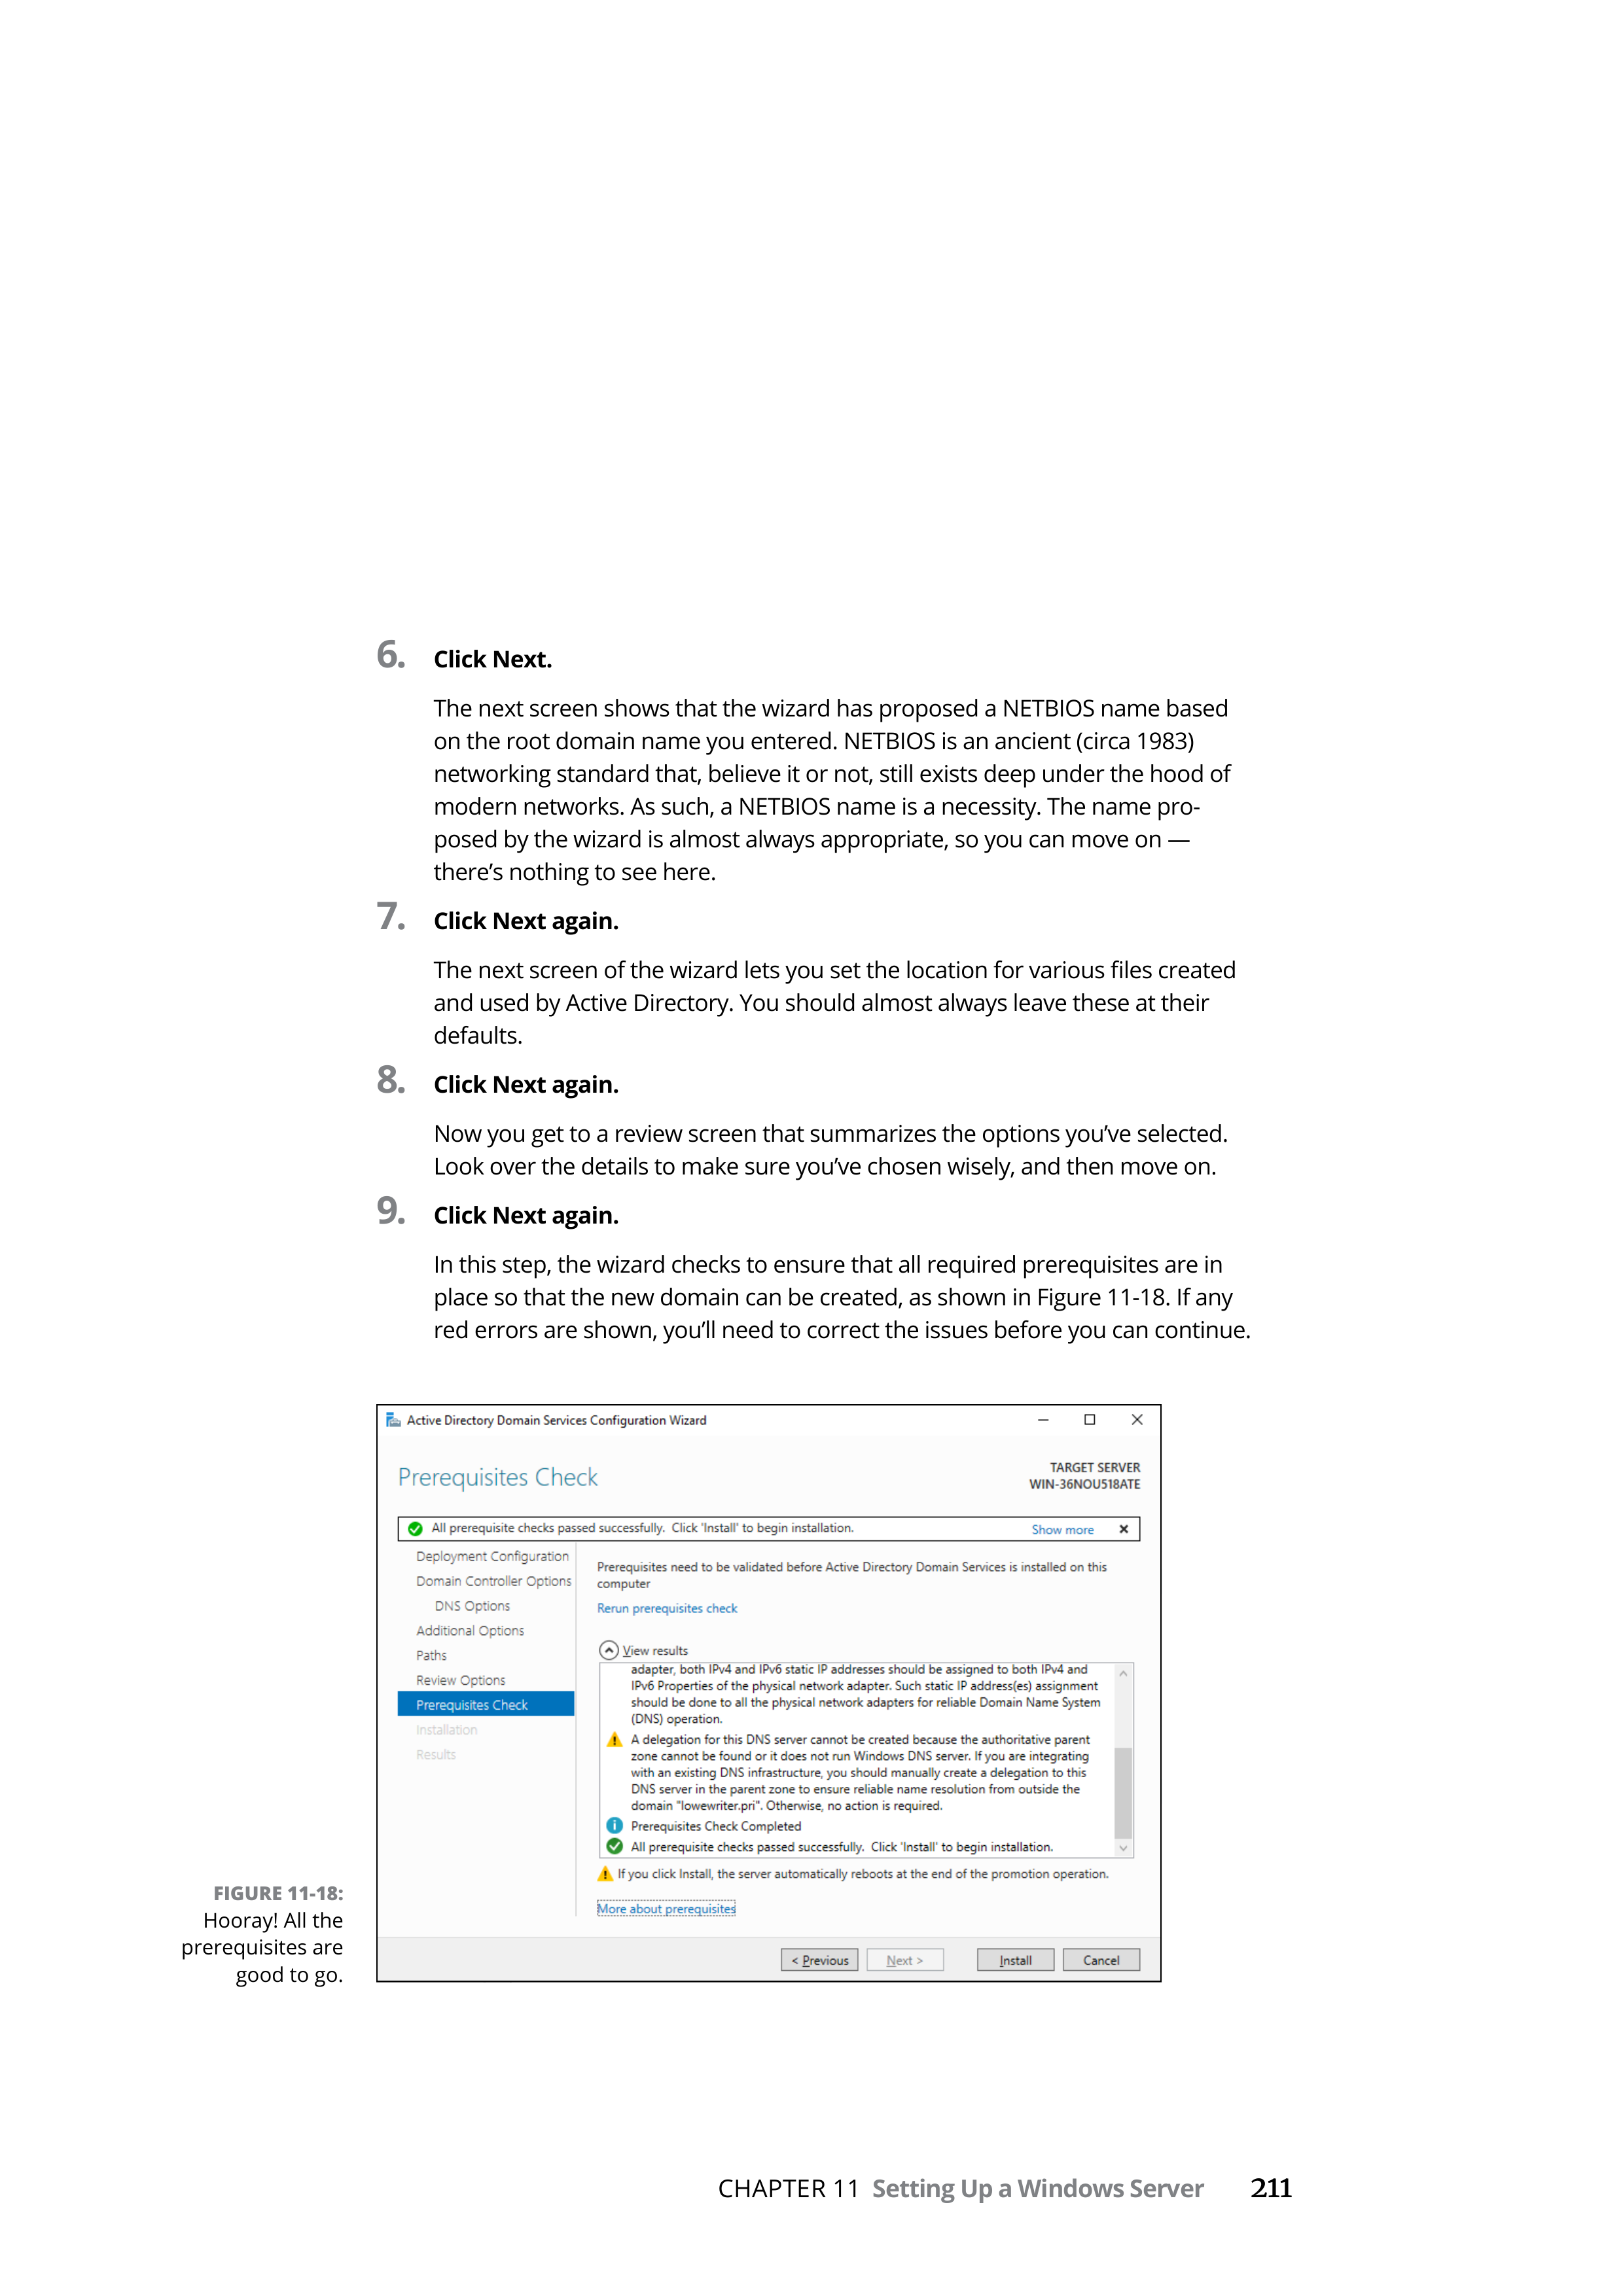 6. Click Next.
The next screen shows that the wizard has proposed a NETBIOS name based
on the root domain name you entered. NETBIOS is an ancient (circa 1983)
networking standard that, believe it or not, still exists deep under the hood of
modern networks. As such, a NETBIOS name is a necessity. The name pro-
posed by the wizard is almost always appropriate, so you can move on —
there’s nothing to see here.
7. Click Next again.
The next screen of the wizard lets you set the location for various files created
and used by Active Directory. You should almost always leave these at their
defaults.
8. Click Next again.
Now you get to a review screen that summarizes the options you’ve selected.
Look over the details to make sure you’ve chosen wisely, and then move on.
9. Click Next again.
In this step, the wizard checks to ensure that all required prerequisites are in
place so that the new domain can be created, as shown in Figure 11-18. If any
red errors are shown, you’ll need to correct the issues before you can continue.
Active Directory Domain Services Configuration Wizard
Prerequisites Check
TARGET SERVER
WIN-36NOU518ATE
All prerequisite checks passed successfully. Click 'Install' to begin installation.
Show more
Deployment Configuration
Domain Controller Options
DNS Options
Additional Options
Paths
Review Options
Prerequisites Check
Installation
Results
Prerequisites need to be validated before Active Directory Domain Services is installed on this
computer
Rerun prerequisites check
View results
adapter, both IPv4 and IPv6 static IP addresses should be assigned to both IPv4 and
IPv6 Properties of the physical network adapter. Such static IP address(es) assignment
should be done to all the physical network adapters for reliable Domain Name System
(DNS) operation.
A delegation for this DNS server cannot be created because the authoritative parent
zone cannot be found or it does not run Windows DNS server. If you are integrating
with an existing DNS infrastructure, you should manually create a delegation to this
DNS server in the parent zone to ensure reliable name resolution from outside the
domain "lowewriter.pri". Otherwise, no action is required.
Prerequisites Check Completed
All prerequisite checks passed successfully. Click 'Install' to begin installation.
If you click Install, the server automatically reboots at the end of the promotion operation.
More about prerequisites
< Previous
Next >
Install
Cancel
FIGURE 11-18:
Hooray! All the
prerequisites are
good to go.
CHAPTER 11 Setting Up a Windows Server 211